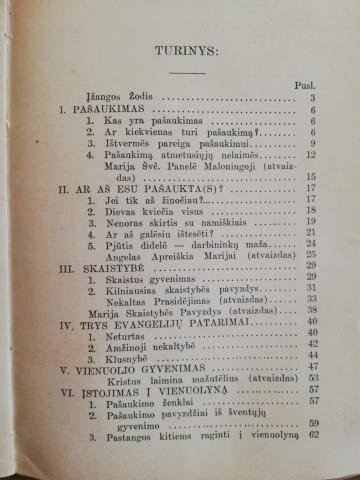 TURINYS:
Pusl.
Įžangos Žodis 3
I. PAŠAUKIMAS 6
1. Kas yra pašaukimas 6
2. Ar kiekvienas turi pašaukimą? 6
3. Ištvermės pareiga pašaukimui 9
4. Pašaukimą atmetusiųjų nelaimės 12
Marija Švč. Panelė Maloningoji (atvaiz-
das) 15
II. AR AŠ ESU PAŠAUKTA(S)? 17
1. Jei tik aš žinočiau? 17
2. Dievas kviečia visus 18
3. Nenoras skirtis su namiškiais 19
4. Ar aš galėsiu ištesėti? 21
5. Pjūtis didelė — darbininkų maža 24
Angelas Apreiškia Marijai (atvaizdas) 25
III. SKAISTYBĖ 29
1. Skaistus gyvenimas 29
2. Kilniausias skaistybės pavyzdys 31
Nekaltas Prasidėjimas (atvaizdas) 33
Marija Skaistybės Pavyzdys (atvaizdas) 38
IV. TRYS EVANGELIJŲ PATARIMAI 40
1. Neturtas 40
2. Amžinoji nekaltybė 42
3. Klusnybė 44
V. VIENUOLIO GYVENIMAS 47
Kristus laimina mažutėlius (atvaizdas) 53
VI. ĮSTOJIMAS Į VIENUOLYNĄ 57
1. Pašaukimo ženklai 57
2. Pašaukimo pavyzdžiai iš šventųjų
gyvenimo 59
3. Pastangos kitiems raginti į vienuolyną 62